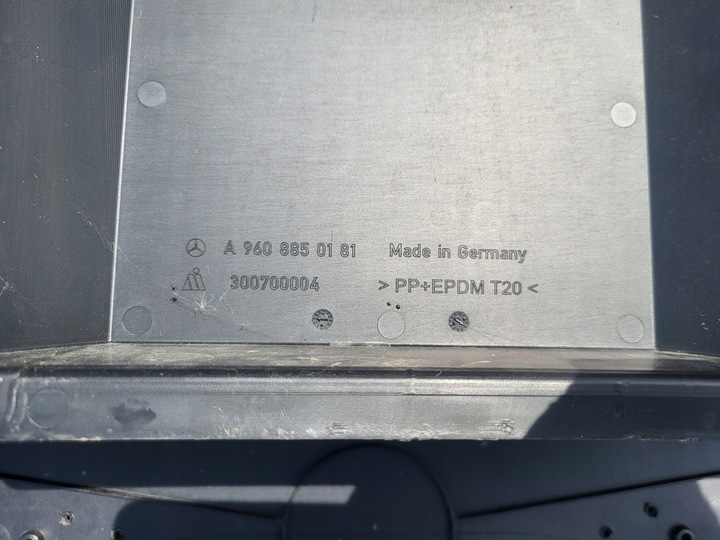 A 960 885 01 81 Made in Germany
300700004 > PP+EPDM T20 <